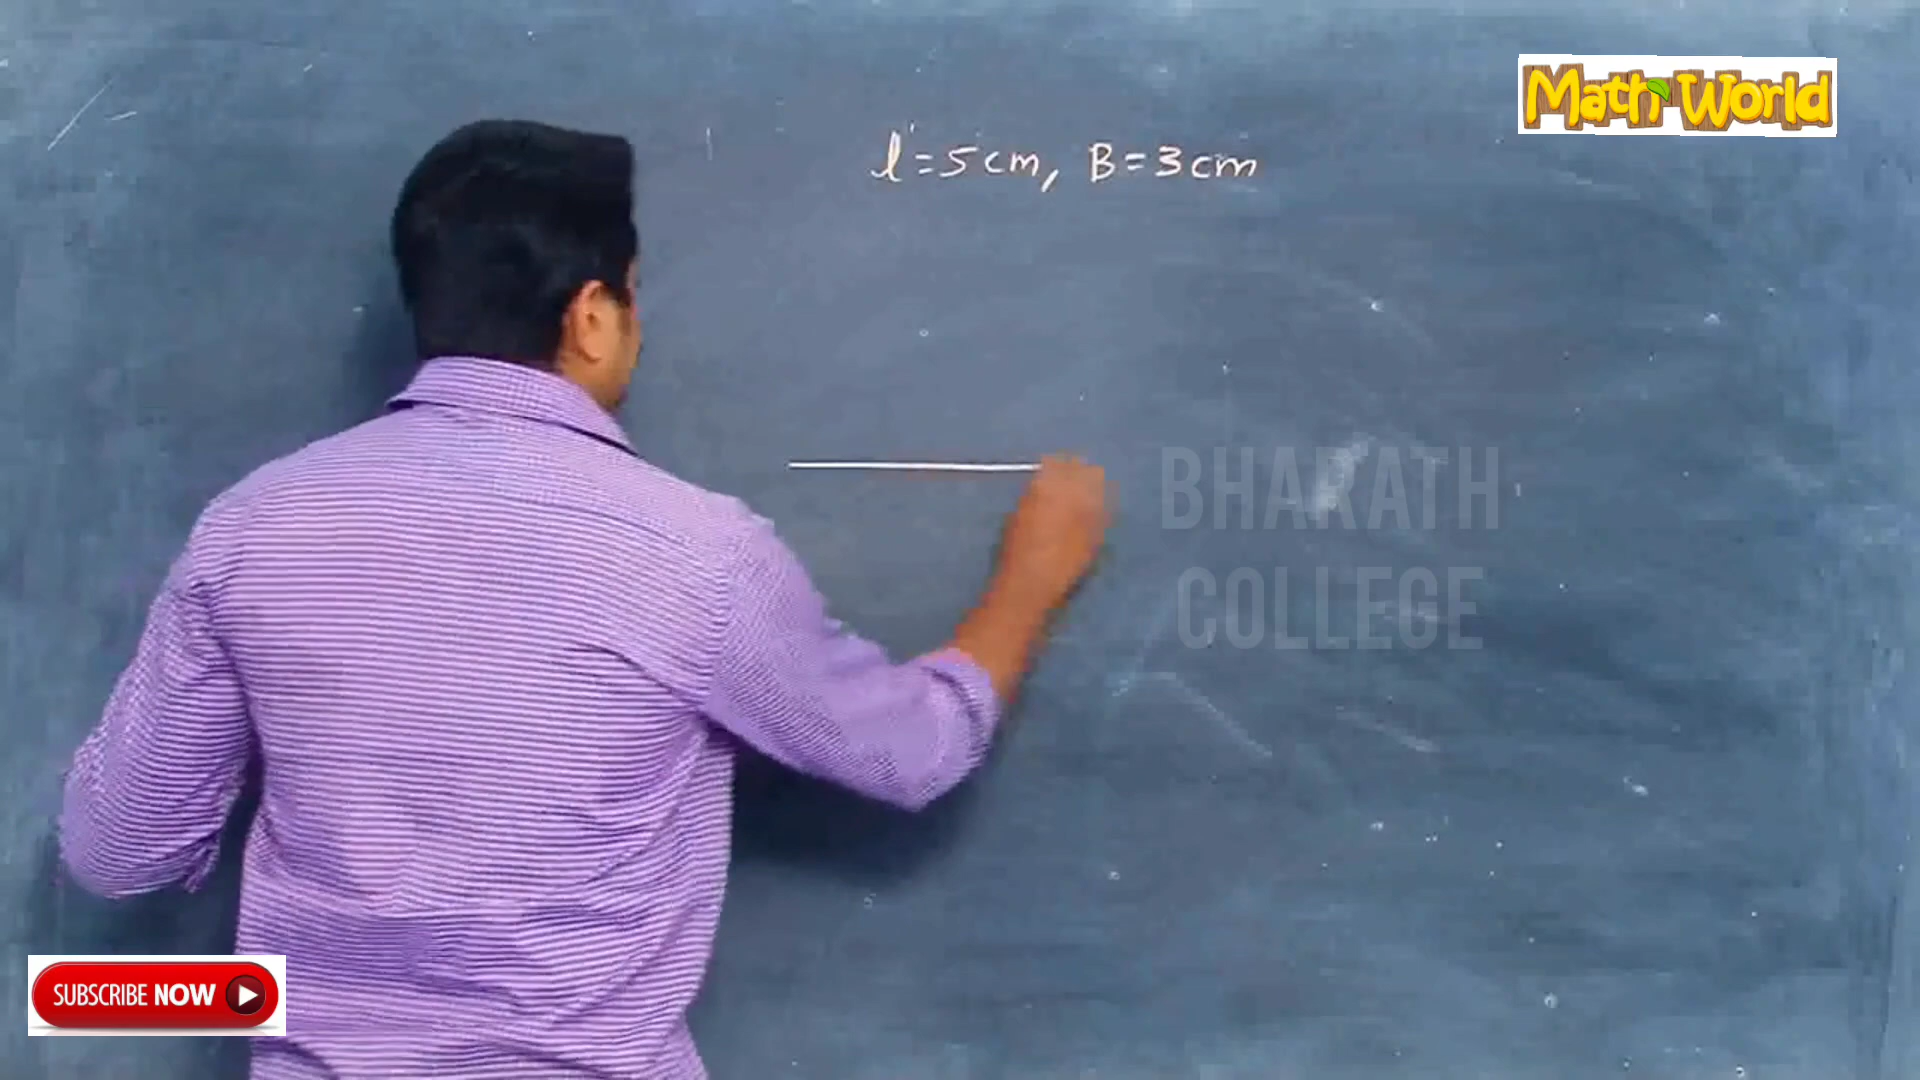 Math World
l=5cm, B=3cm
BHARATH
COLLEGE
SUBSCRIBE NOW